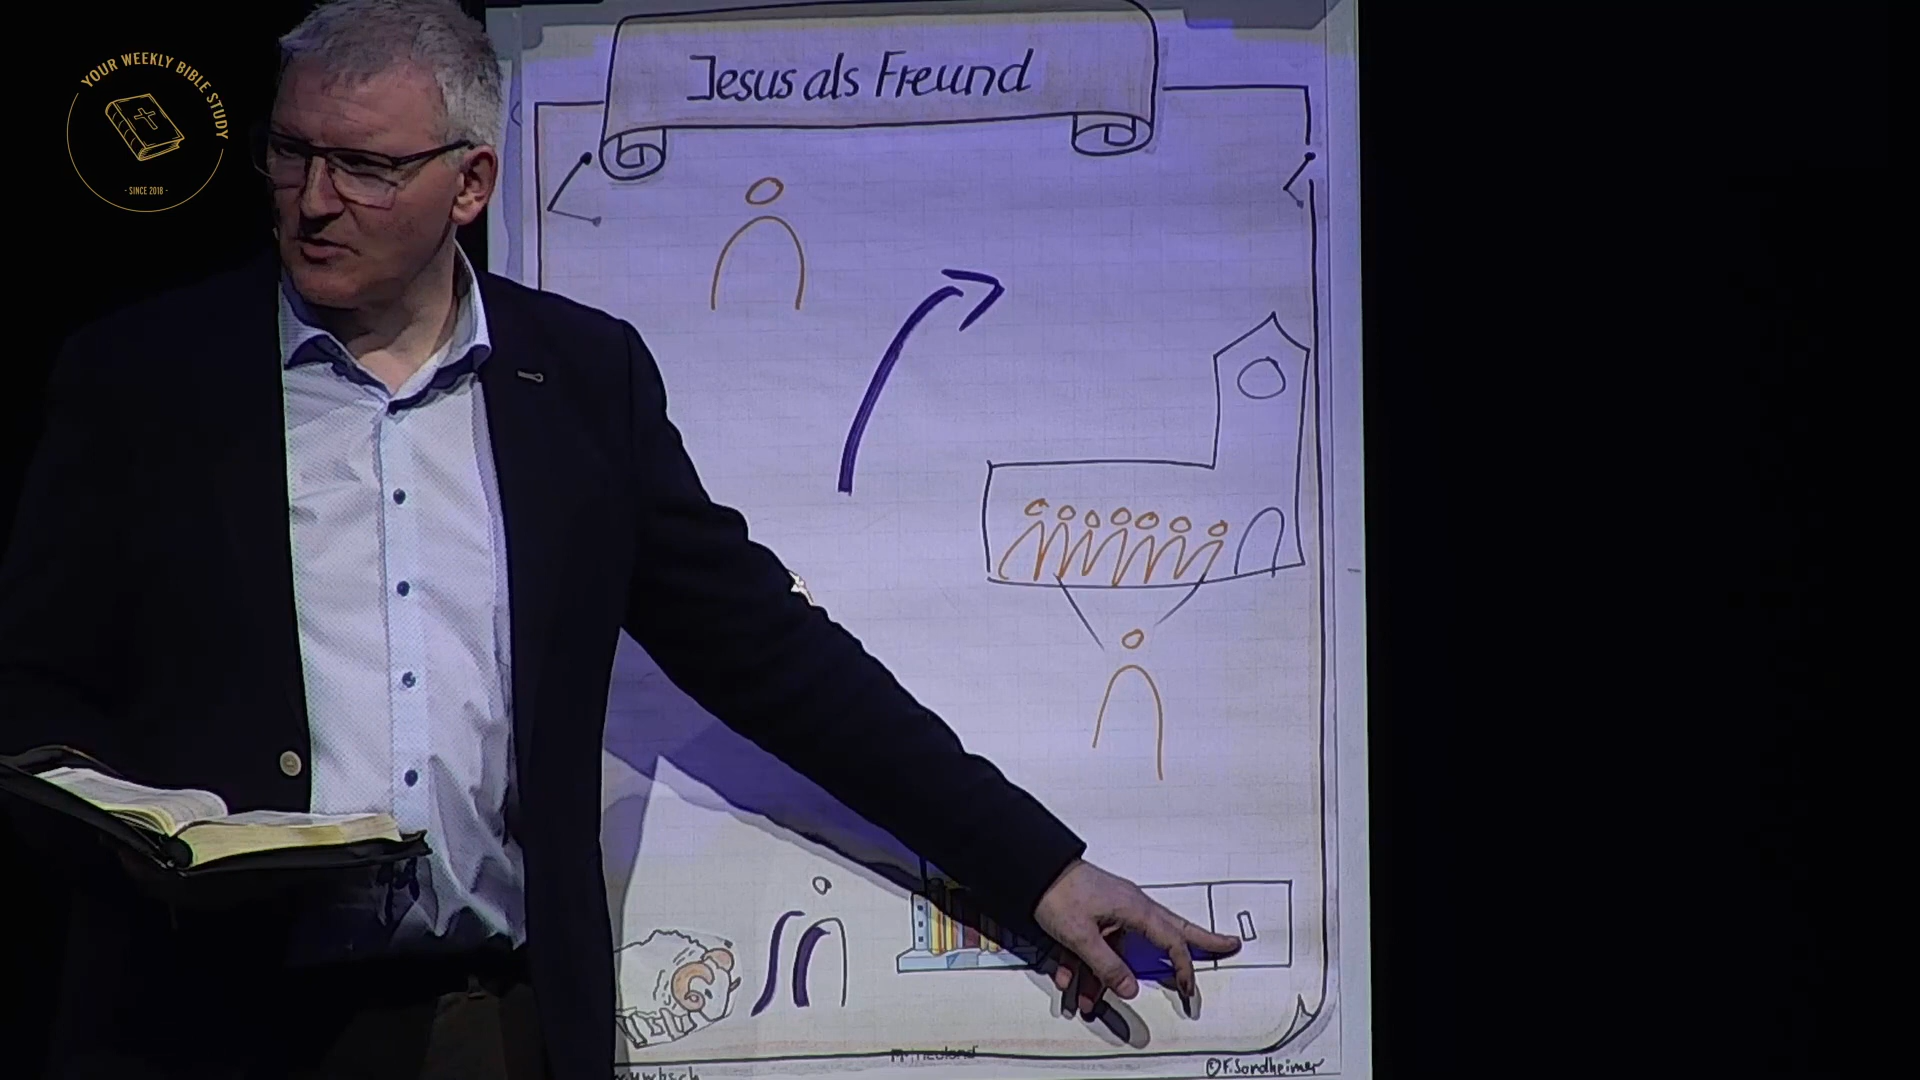 YOUR WEEKLY BIBLE STUDY
- SINCE 2018 -
Jesus als Freund
©F.Sondheimer